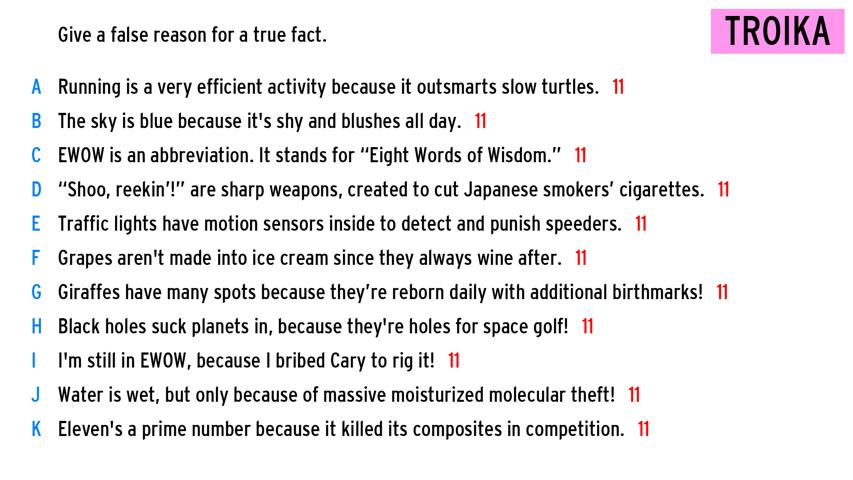 Give a false reason for a true fact.
TROIKA
A Running is a very efficient activity because it outsmarts slow turtles. 11
B The sky is blue because it's shy and blushes all day. 11
C EWOW is an abbreviation. It stands for “Eight Words of Wisdom.” 11
D “Shoo, reekin’!” are sharp weapons, created to cut Japanese smokers’ cigarettes. 11
E Traffic lights have motion sensors inside to detect and punish speeders. 11
F Grapes aren't made into ice cream since they always wine after. 11
G Giraffes have many spots because they’re reborn daily with additional birthmarks! 11
H Black holes suck planets in, because they're holes for space golf! 11
I I'm still in EWOW, because I bribed Cary to rig it! 11
J Water is wet, but only because of massive moisturized molecular theft! 11
K Eleven's a prime number because it killed its composites in competition. 11